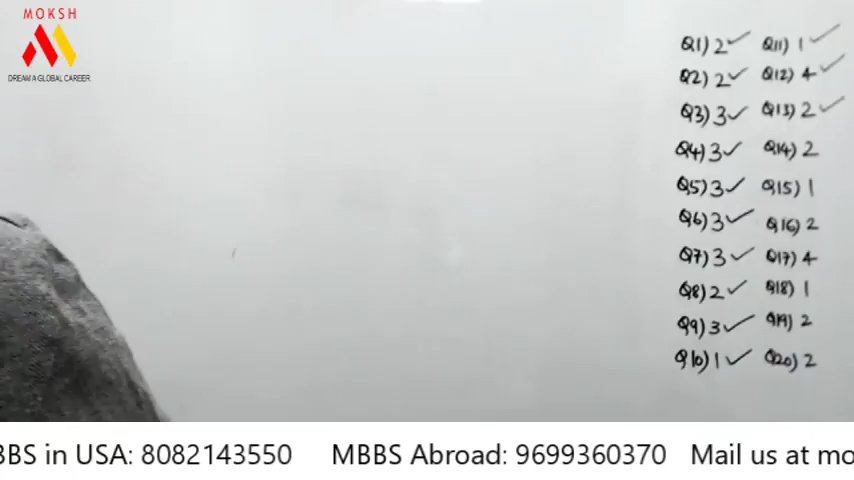 MOKSH
DREAM A GLOBAL CAREER
Q1) 2 ✓ Q11) 1 ✓
Q2) 2 ✓ Q12) 4 ✓
Q3) 3 ✓ Q13) 2 ✓
Q4) 3 ✓ Q14) 2
Q5) 3 ✓ Q15) 1
Q6) 3 ✓ Q16) 2
Q7) 3 ✓ Q17) 4
Q8) 2 ✓ Q18) 1
Q9) 3 ✓ Q19) 2
Q10) 1 ✓ Q20) 2
BBS in USA: 8082143550 MBBS Abroad: 9699360370 Mail us at mo